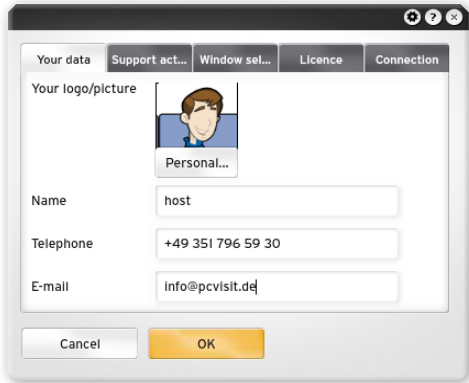 Your data Support act... Window sel... Licence Connection
Your logo/picture
Personal...
Name host
Telephone +49 351 796 59 30
E-mail info@pcvisit.de
Cancel OK